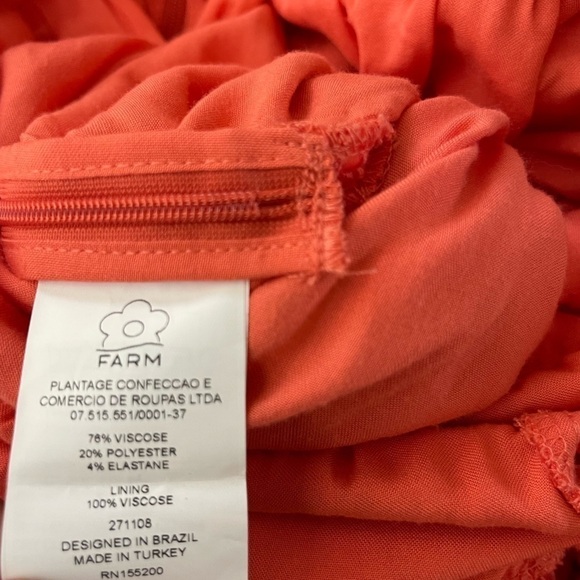 FARM
PLANTAGE CONFECCAO E
COMERCIO DE ROUPAS LTDA
07.515.551/0001-37
76% VISCOSE
20% POLYESTER
4% ELASTANE
LINING
100% VISCOSE
271108
DESIGNED IN BRAZIL
MADE IN TURKEY
RN155200